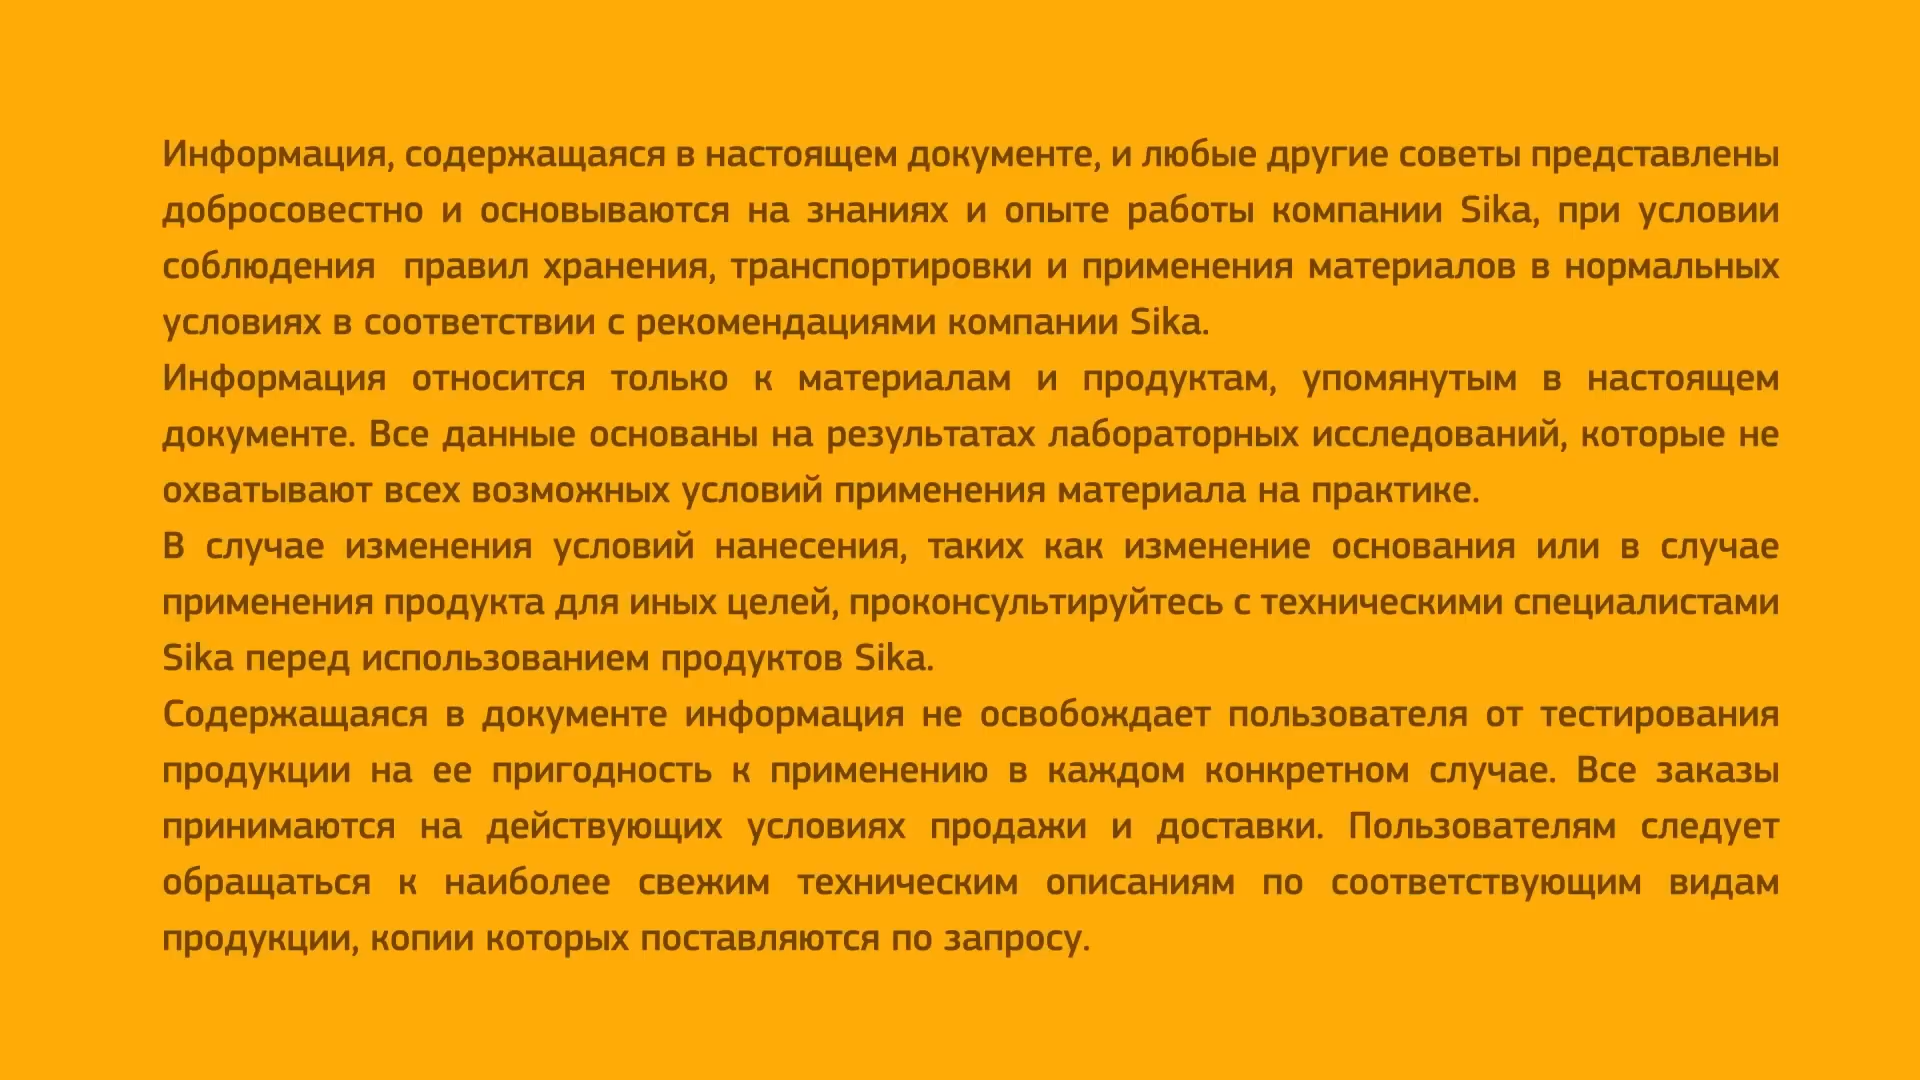 Информация, содержащаяся в настоящем документе, и любые другие советы представлены
добросовестно и основываются на знаниях и опыте работы компании Sika, при условии
соблюдения правил хранения, транспортировки и применения материалов в нормальных
условиях в соответствии с рекомендациями компании Sika.
Информация относится только к материалам и продуктам, упомянутым в настоящем
документе. Все данные основаны на результатах лабораторных исследований, которые не
охватывают всех возможных условий применения материала на практике.
В случае изменения условий нанесения, таких как изменение основания или в случае
применения продукта для иных целей, проконсультируйтесь с техническими специалистами
Sika перед использованием продуктов Sika.
Содержащаяся в документе информация не освобождает пользователя от тестирования
продукции на ее пригодность к применению в каждом конкретном случае. Все заказы
принимаются на действующих условиях продажи и доставки. Пользователям следует
обращаться к наиболее свежим техническим описаниям по соответствующим видам
продукции, копии которых поставляются по запросу.